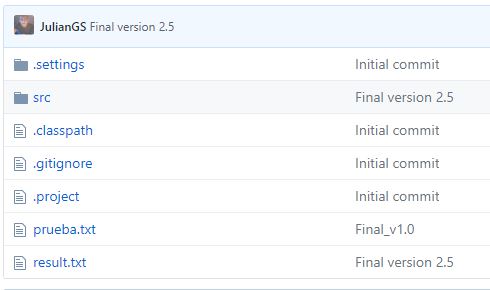 JulianGS Final version 2.5
.settings Initial commit
src Final version 2.5
.classpath Initial commit
.gitignore Initial commit
.project Initial commit
prueba.txt Final_v1.0
result.txt Final version 2.5